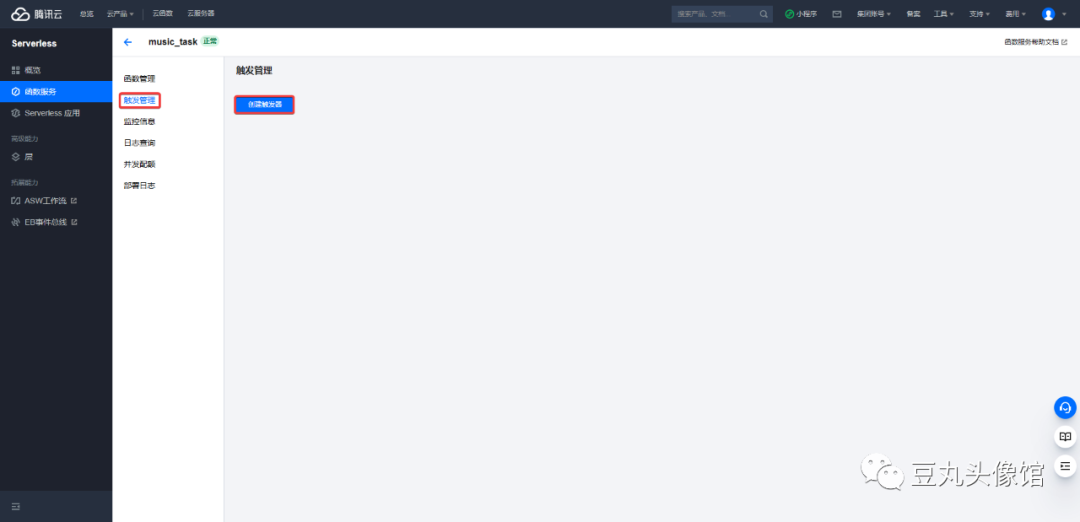 腾讯云 总览 云产品 云函数 云服务器 搜索产品、文档 小程序 集团账号 备案 工具 支持 费用
Serverless
music_task 正常
函数服务帮助文档
概览
函数服务
Serverless 应用
高级能力
层
拓展能力
ASW工作流
EB事件总线
函数管理
触发管理
监控信息
日志查询
并发配额
部署日志
触发管理
创建触发器
豆丸头像馆